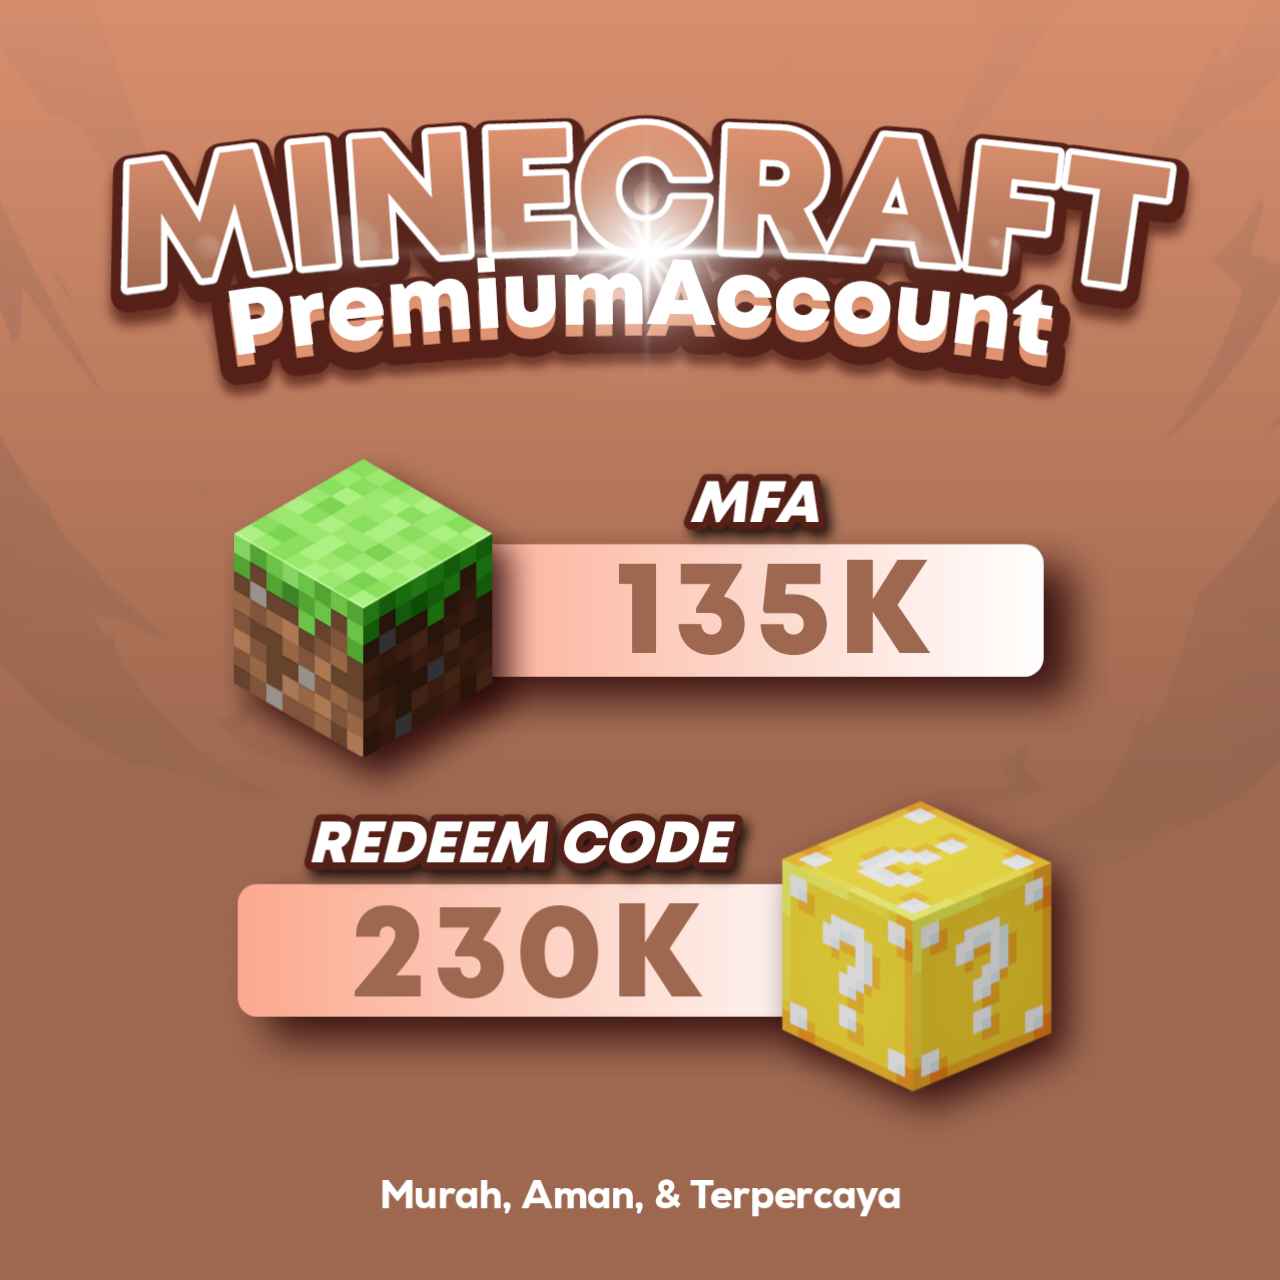 MINECRAFT
PremiumAccount
MFA
135K
REDEEM CODE
230K
Murah, Aman, & Terpercaya